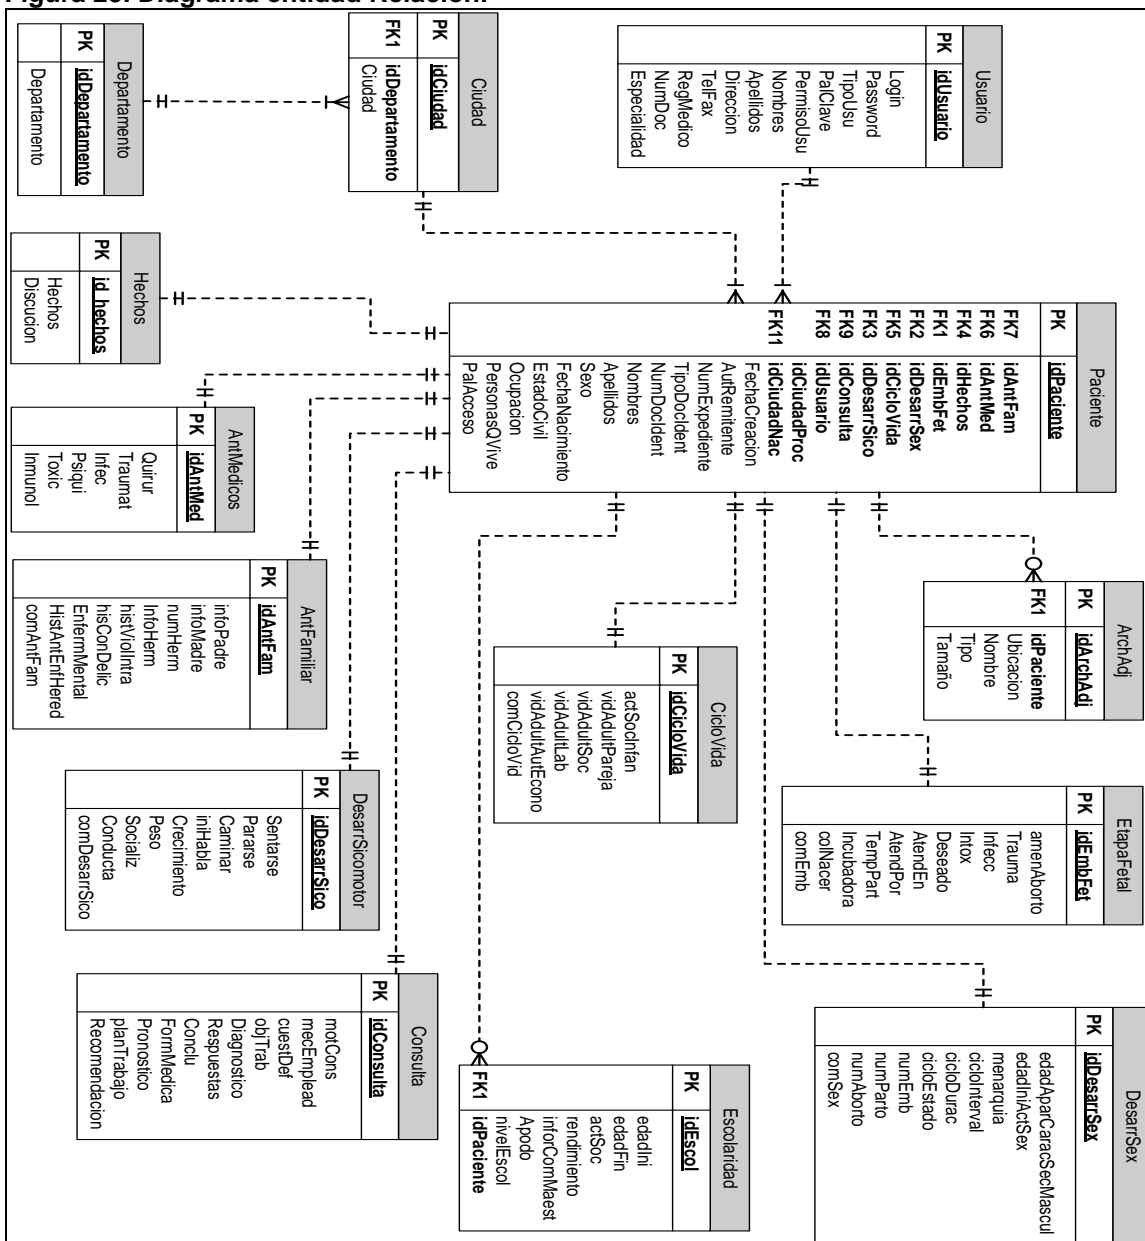 Figura Diagrama entidad Relación.
Departamento
PK idDepartamento
Departamento
Ciudad
PK idCiudad
FK1 idDepartamento
Ciudad
Usuario
PK idUsuario
Login
Password
TipoUsu
PalClave
PermisoUsu
Nombres
Apellidos
Direccion
TelFax
RegMedico
NumDoc
Especialidad
Hechos
PK id_hechos
Hechos
Discucion
Paciente
PK idPaciente
FK7 idAntFam
FK6 idAntMed
FK4 idHechos
FK1 idEmbFet
FK2 idDesarrSex
FK5 idCicloVida
FK3 idDesarrSico
FK9 idConsulta
FK8 idUsuario
idCiudadProc
FK11 idCiudadNac
FechaCreacion
AutRemitente
NumExpediente
TipoDocIdent
NumDocIdent
Nombres
Apellidos
Sexo
FechaNacimiento
EstadoCivil
Ocupacion
PersonasQVive
PalAcceso
AntMedicos
PK idAntMed
Quirur
Traumat
Infec
Psiqui
Toxic
Inmunol
AntFamiliar
PK idAntFam
infoPadre
infoMadre
numHerm
InfoHerm
histViolIntra
hisConDelic
EnfermMental
HistAntEnfHered
comAntFam
ArchAdj
PK idArchAdj
FK1 idPaciente
Ubicacion
Nombre
Tipo
Tamaño
CicloVida
PK idCicloVida
actSocInfan
vidAdultPareja
vidAdultSoc
vidAdultLab
vidAdultAutEcono
comCicloVid
DesarrSicomotor
PK idDesarrSico
Sentarse
Pararse
Caminar
iniHabla
Crecimiento
Peso
Socializ
Conducta
comDesarrSico
EtapaFetal
PK idEmbFet
amenAborto
Trauma
Infecc
Intox
Deseado
AtendEn
AtendPor
TempPart
Incubadora
colNacer
comEmb
Consulta
PK idConsulta
motCons
mecEmplead
cuestDef
objTrab
Diagnostico
Respuestas
Conclu
FormMedica
Pronostico
planTrabajo
Recomendacion
Escolaridad
PK idEscol
edadIni
edadFin
actSoc
rendimiento
inforComMaest
Apodo
nivelEscol
FK1 idPaciente
DesarrSex
PK idDesarrSex
edadAparCaracSecMascul
edadIniActSex
menarquia
cicloInterval
cicloDurac
cicloEstado
numEmb
numParto
numAborto
comSex